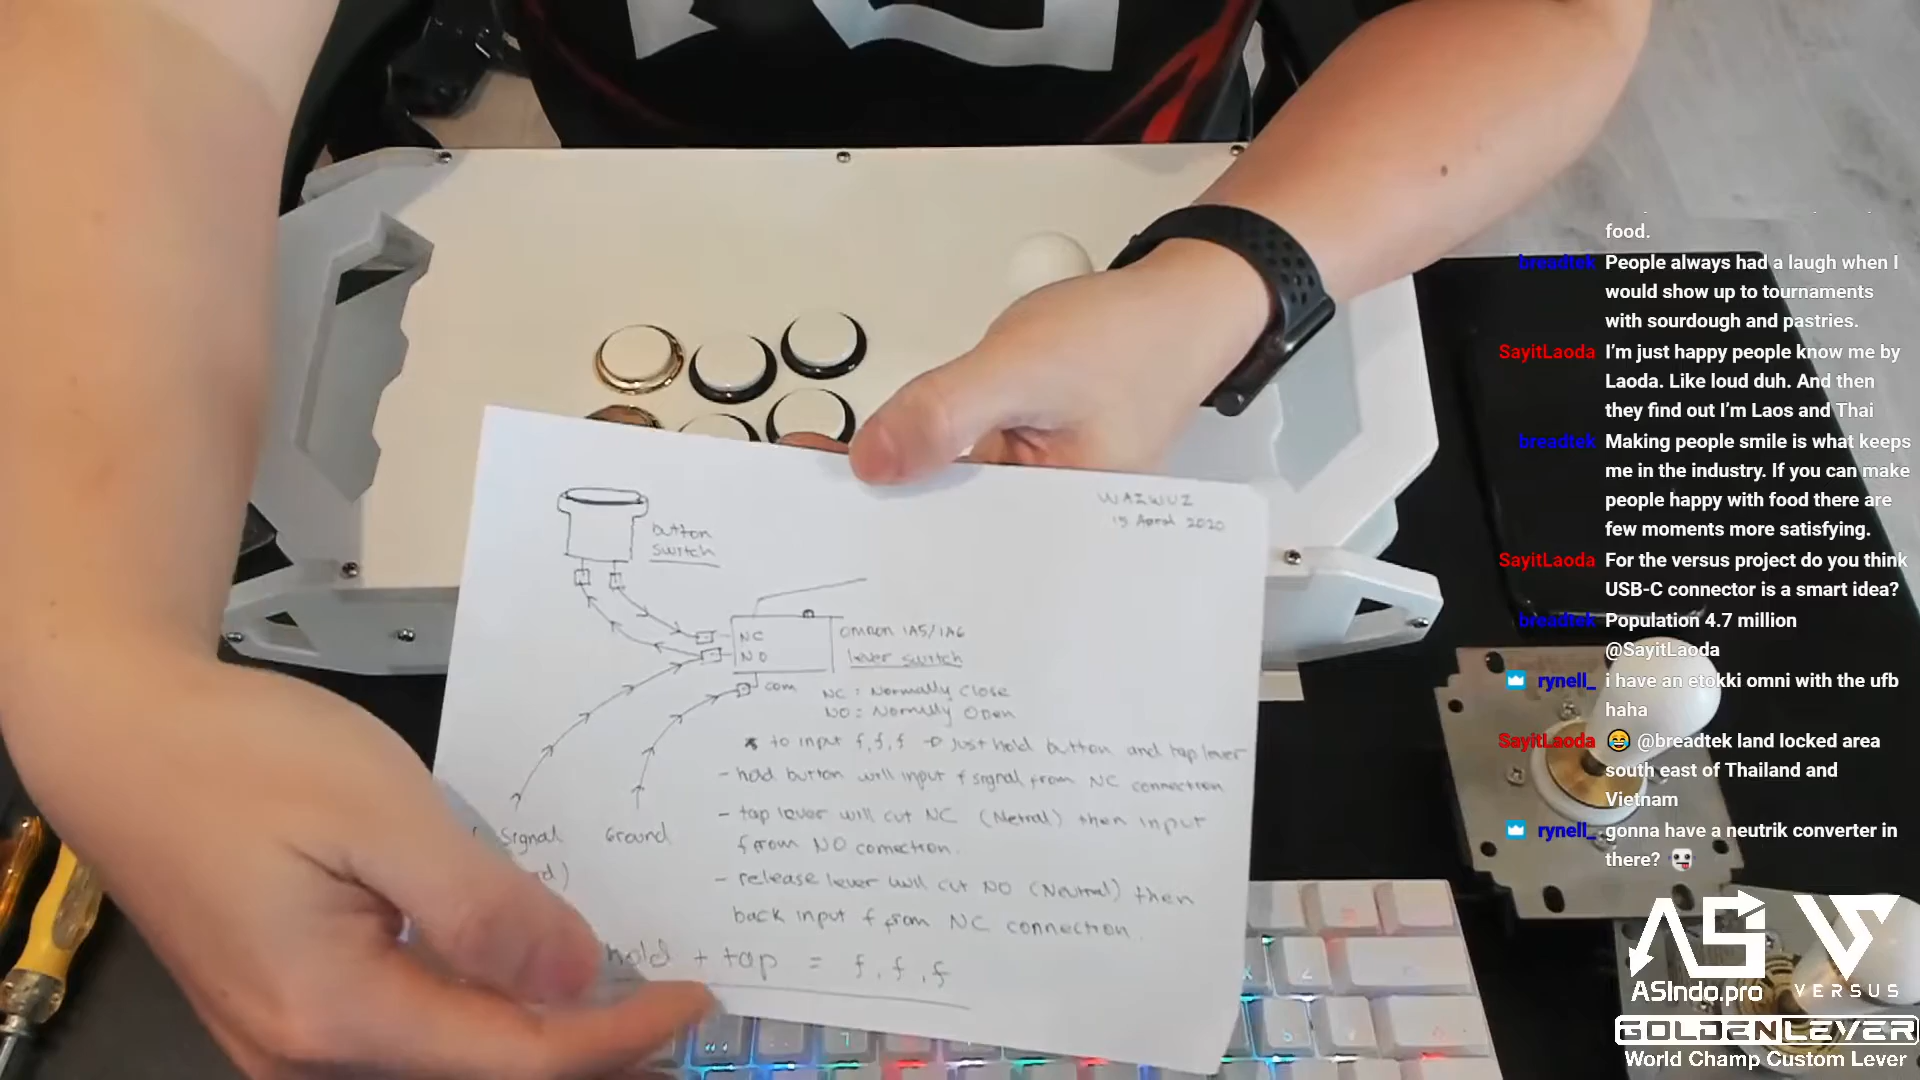 WAZWUZ
15 April 2020
button
switch
NC
NO
com
omron 1A5/1A6
lever switch
NC : Normally Close
NO : Normally Open
* to input f,f,f → Just hold button and tap lever
- hold button will input f signal from NC connection
- tap lever will cut NC (Netral) then input
f from NO connection.
- release lever will cut NO (Neutral) then
back input f from NC connection.
Signal
Ground
hold + tap = f, f, f
food.
breadtek People always had a laugh when I
would show up to tournaments
with sourdough and pastries.
SayitLaoda I'm just happy people know me by
Laoda. Like loud duh. And then
they find out I'm Laos and Thai
breadtek Making people smile is what keeps
me in the industry. If you can make
people happy with food there are
few moments more satisfying.
SayitLaoda For the versus project do you think
USB-C connector is a smart idea?
breadtek Population 4.7 million
@SayitLaoda
rynell_ i have an etokki omni with the ufb
haha
SayitLaoda 😂 @breadtek land locked area
south east of Thailand and
Vietnam
rynell_ gonna have a neutrik converter in
there? 👻
AS
ASIndo.pro
VERSUS
GOLDENLEVER
World Champ Custom Lever